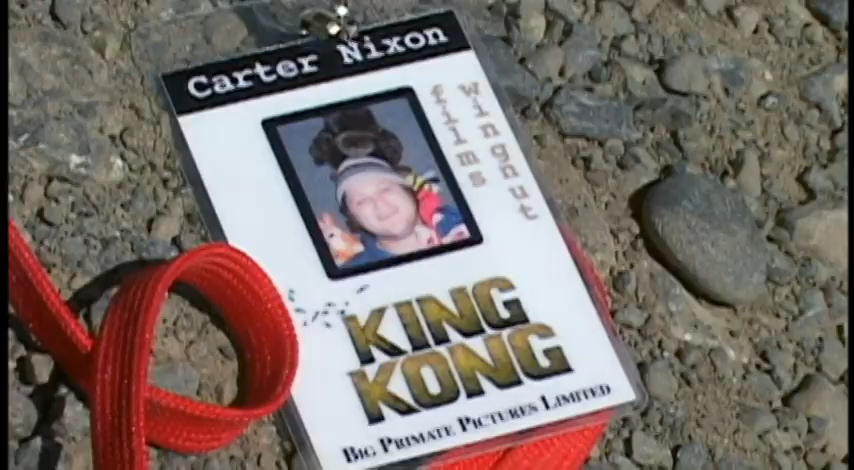 Carter Nixon
wingnut
films
KING
KONG
BIG PRIMATE PICTURES LIMITED